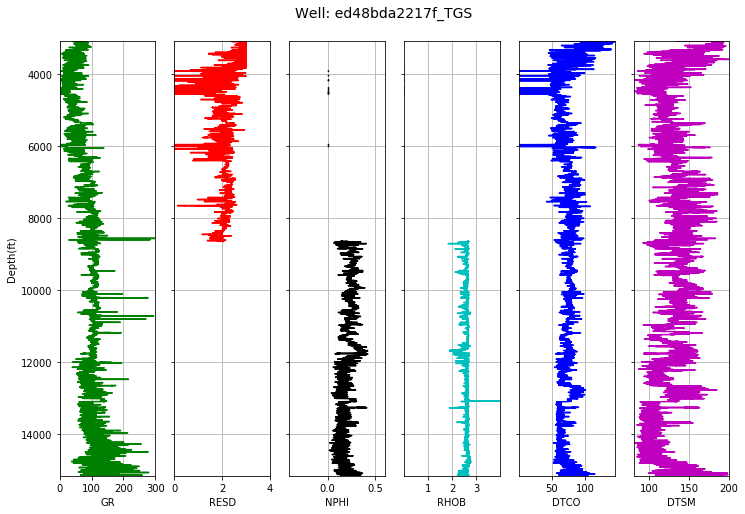 Well: ed48bda2217f_TGS
Depth(ft)
4000
6000
8000
10000
12000
14000
0 100 200 300
0 2 4
0.0 0.5
1 2 3
50 100
100 150 200
GR RESD NPHI RHOB DTCO DTSM